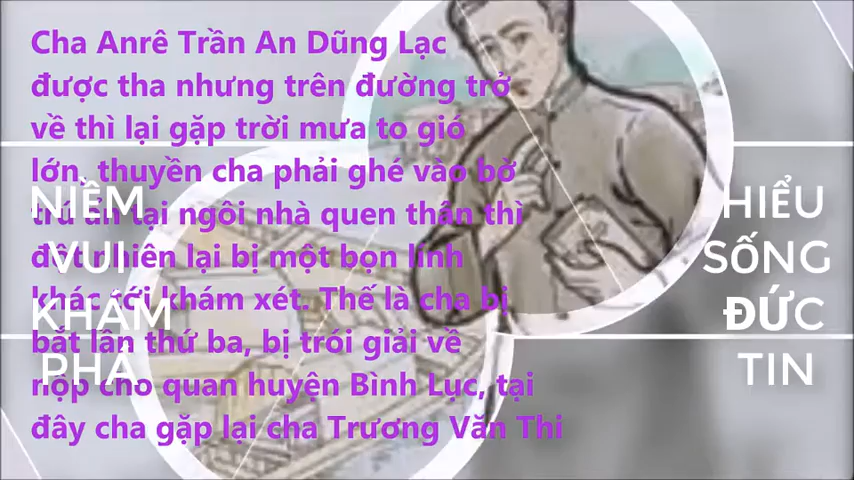 Cha Anrê Trần An Dũng Lạc
được tha nhưng trên đường trở
về thì lại gặp trời mưa to gió
lớn, thuyền cha phải ghé vào bờ
trú ẩn tại ngôi nhà quen thân thì
đột nhiên lại bị một bọn lính
khác tới khám xét. Thế là cha bị
bắt lần thứ ba, bị trói giải về
nộp cho quan huyện Bình Lục, tại
đây cha gặp lại cha Trương Văn Thi
NIỀM
VUI
KHÁM
PHÁ
HIỂU
SỐNG
ĐỨC
TIN